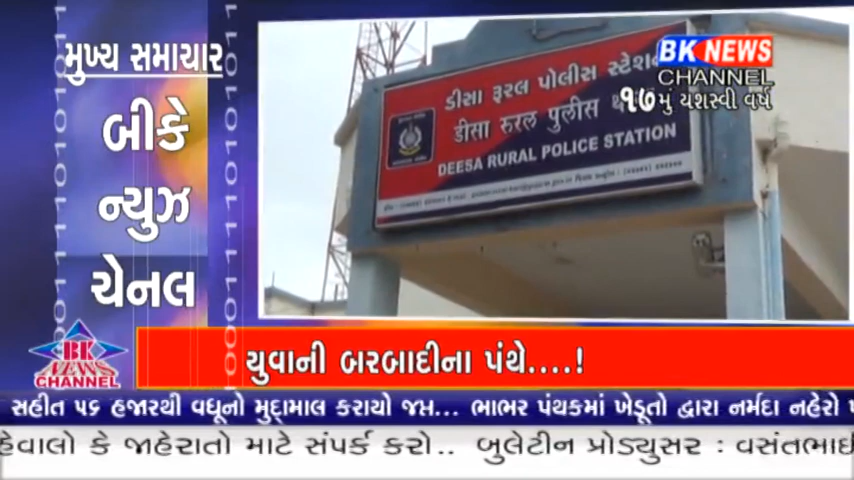 મુખ્ય સમાચાર
બીકે
ન્યુઝ
ચેનલ
ડીસા રૂરલ પોલીસ સ્ટેશન
डीसा रुरल पुलीस
DEESA RURAL POLICE STATION
BK NEWS
CHANNEL
૧૭મું યશસ્વી વર્ષ
યુવાની બરબાદીના પંથે....!
BK
NEWS
CHANNEL
સહીત ૫૬ હજારથી વધૂનો મુદ્દામાલ કરાયો જપ્ત... ભાભર પંથકમાં ખેડૂતો દ્વારા નર્મદા નહેરો
હેવાલો કે જાહેરાતો માટે સંપર્ક કરો.. બુલેટીન પ્રોડ્યુસર : વસંતભાઈ